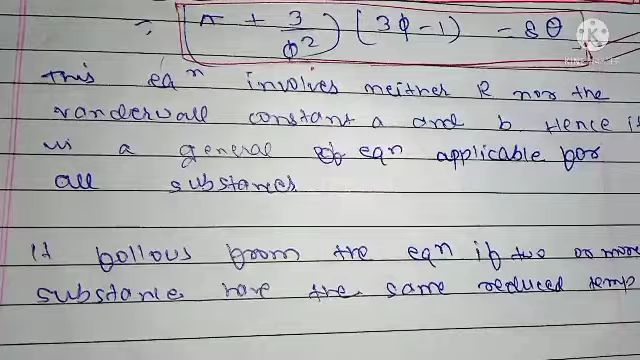 ∴ (π + 3/φ²) (3φ-1) = 8θ
KINEMASTER
This eqⁿ involves neither R nor the
vanderwall constant a and b Hence it
is a general eqn applicable for
all substances
It follows from the eqn if two or more
substance have the same reduced temp